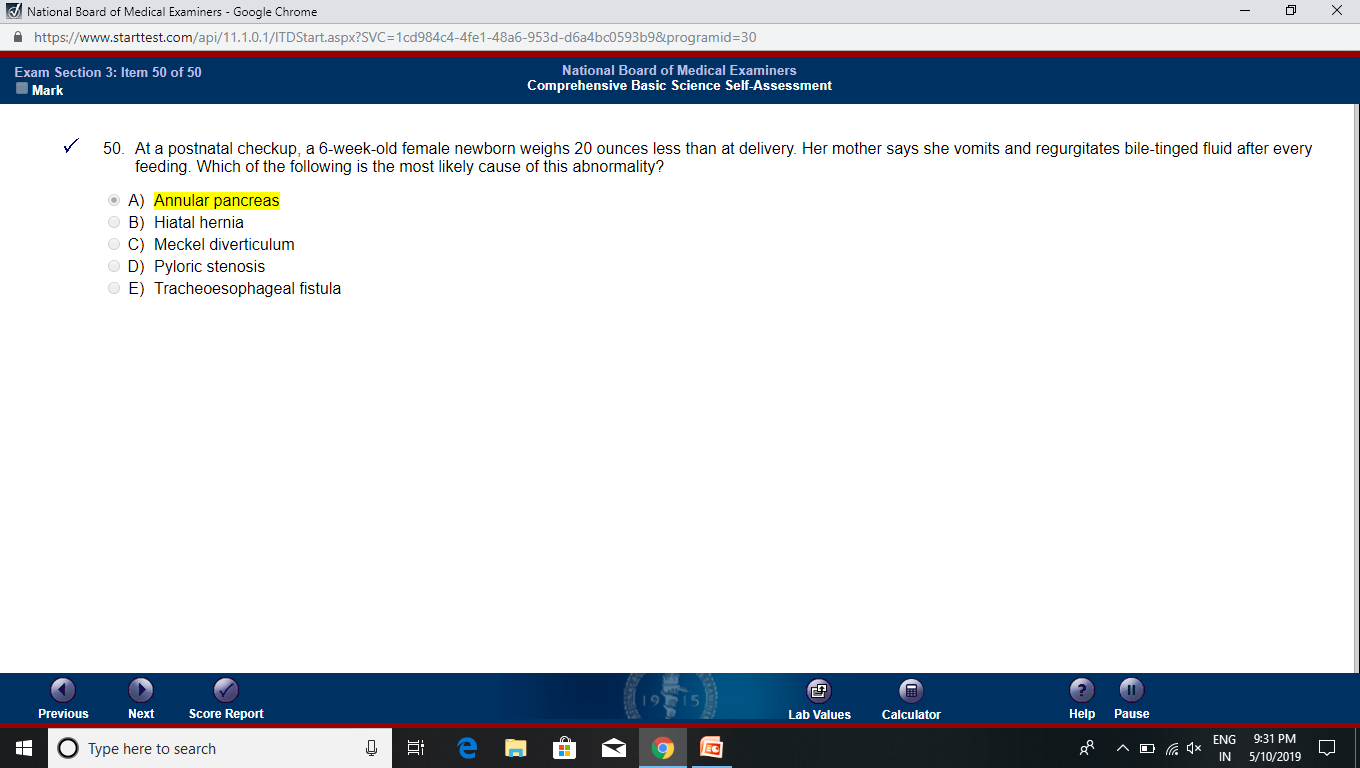 National Board of Medical Examiners - Google Chrome
https://www.starttest.com/api/11.1.0.1/ITDStart.aspx?SVC=1cd984c4-4fe1-48a6-953d-d6a4bc0593b9&programid=30
Exam Section 3: Item 50 of 50
National Board of Medical Examiners
Mark
Comprehensive Basic Science Self-Assessment
50. At a postnatal checkup, a 6-week-old female newborn weighs 20 ounces less than at delivery. Her mother says she vomits and regurgitates bile-tinged fluid after every
feeding. Which of the following is the most likely cause of this abnormality?
A) Annular pancreas
B) Hiatal hernia
C) Meckel diverticulum
D) Pyloric stenosis
E) Tracheoesophageal fistula
19 15
Previous Next Score Report Lab Values Calculator Help Pause
Type here to search
ENG
IN
9:31 PM
5/10/2019